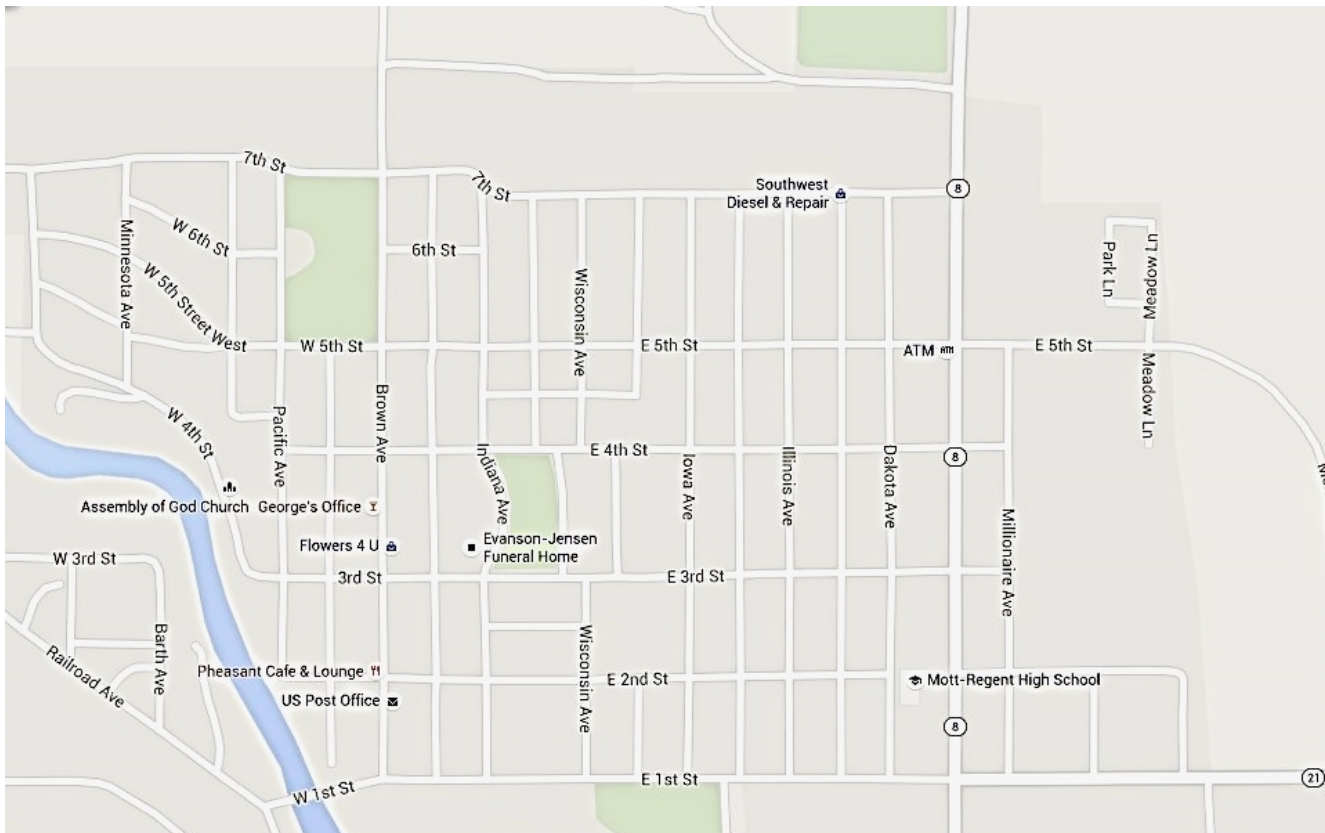 7th St
7th St
Southwest
Diesel & Repair
8
W 6th St
Minnesota Ave
6th St
Park Ln
Meadow Ln
W 5th Street West
Wisconsin Ave
W 5th St
E 5th St
ATM
ATM
E 5th St
Meadow Ln
Brown Ave
Pacific Ave
W 4th St
Indiana Ave
E 4th St
Iowa Ave
Illinois Ave
Dakota Ave
8
Assembly of God Church
George's Office
Flowers 4 U
Evanson-Jensen
Funeral Home
Millionaire Ave
W 3rd St
3rd St
E 3rd St
Barth Ave
Railroad Ave
Wisconsin Ave
Pheasant Cafe & Lounge
E 2nd St
Mott-Regent High School
US Post Office
8
W 1st St
E 1st St
21